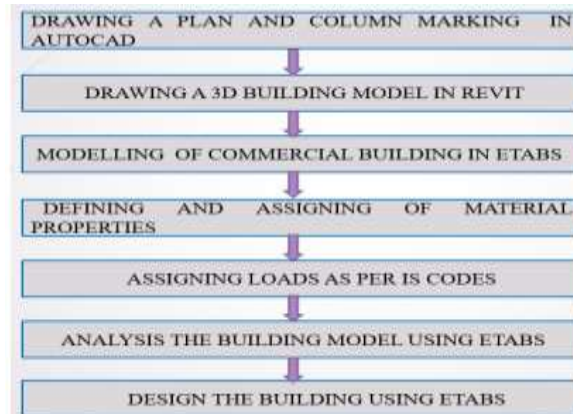 DRAWING A PLAN AND COLUMN MARKING IN
AUTOCAD
DRAWING A 3D BUILDING MODEL IN REVIT
MODELLING OF COMMERCIAL BUILDING IN ETABS
DEFINING AND ASSIGNING OF MATERIAL
PROPERTIES
ASSIGNING LOADS AS PER IS CODES
ANALYSIS THE BUILDING MODEL USING ETABS
DESIGN THE BUILDING USING ETABS